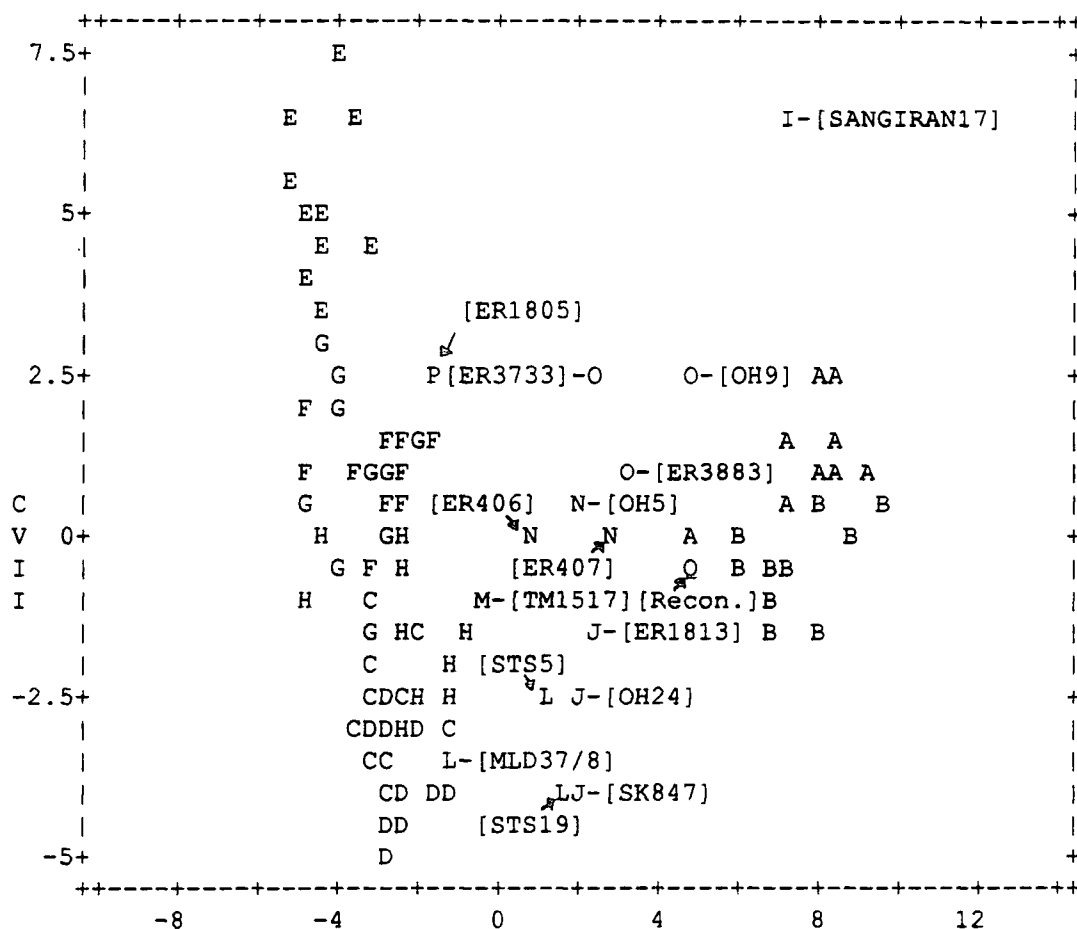 7.5+ E +
E E I-[SANGIRAN17]
E
5+ EE +
E E
E
E [ER1805]
G
2.5+ G P[ER3733]-O O-[OH9] AA +
F G
FFGF A A
F FGGF O-[ER3883] AA A
C G FF [ER406] N-[OH5] A B B
V 0+ H GH N N A B B +
I G F H [ER407] Q B BB
I H C M-[TM1517][Recon.]B
G HC H J-[ER1813] B B
C H [STS5]
-2.5+ CDCH H L J-[OH24] +
CDDHD C
CC L-[MLD37/8]
CD DD LJ-[SK847]
DD [STS19]
-5+ D +
-8 -4 0 4 8 12